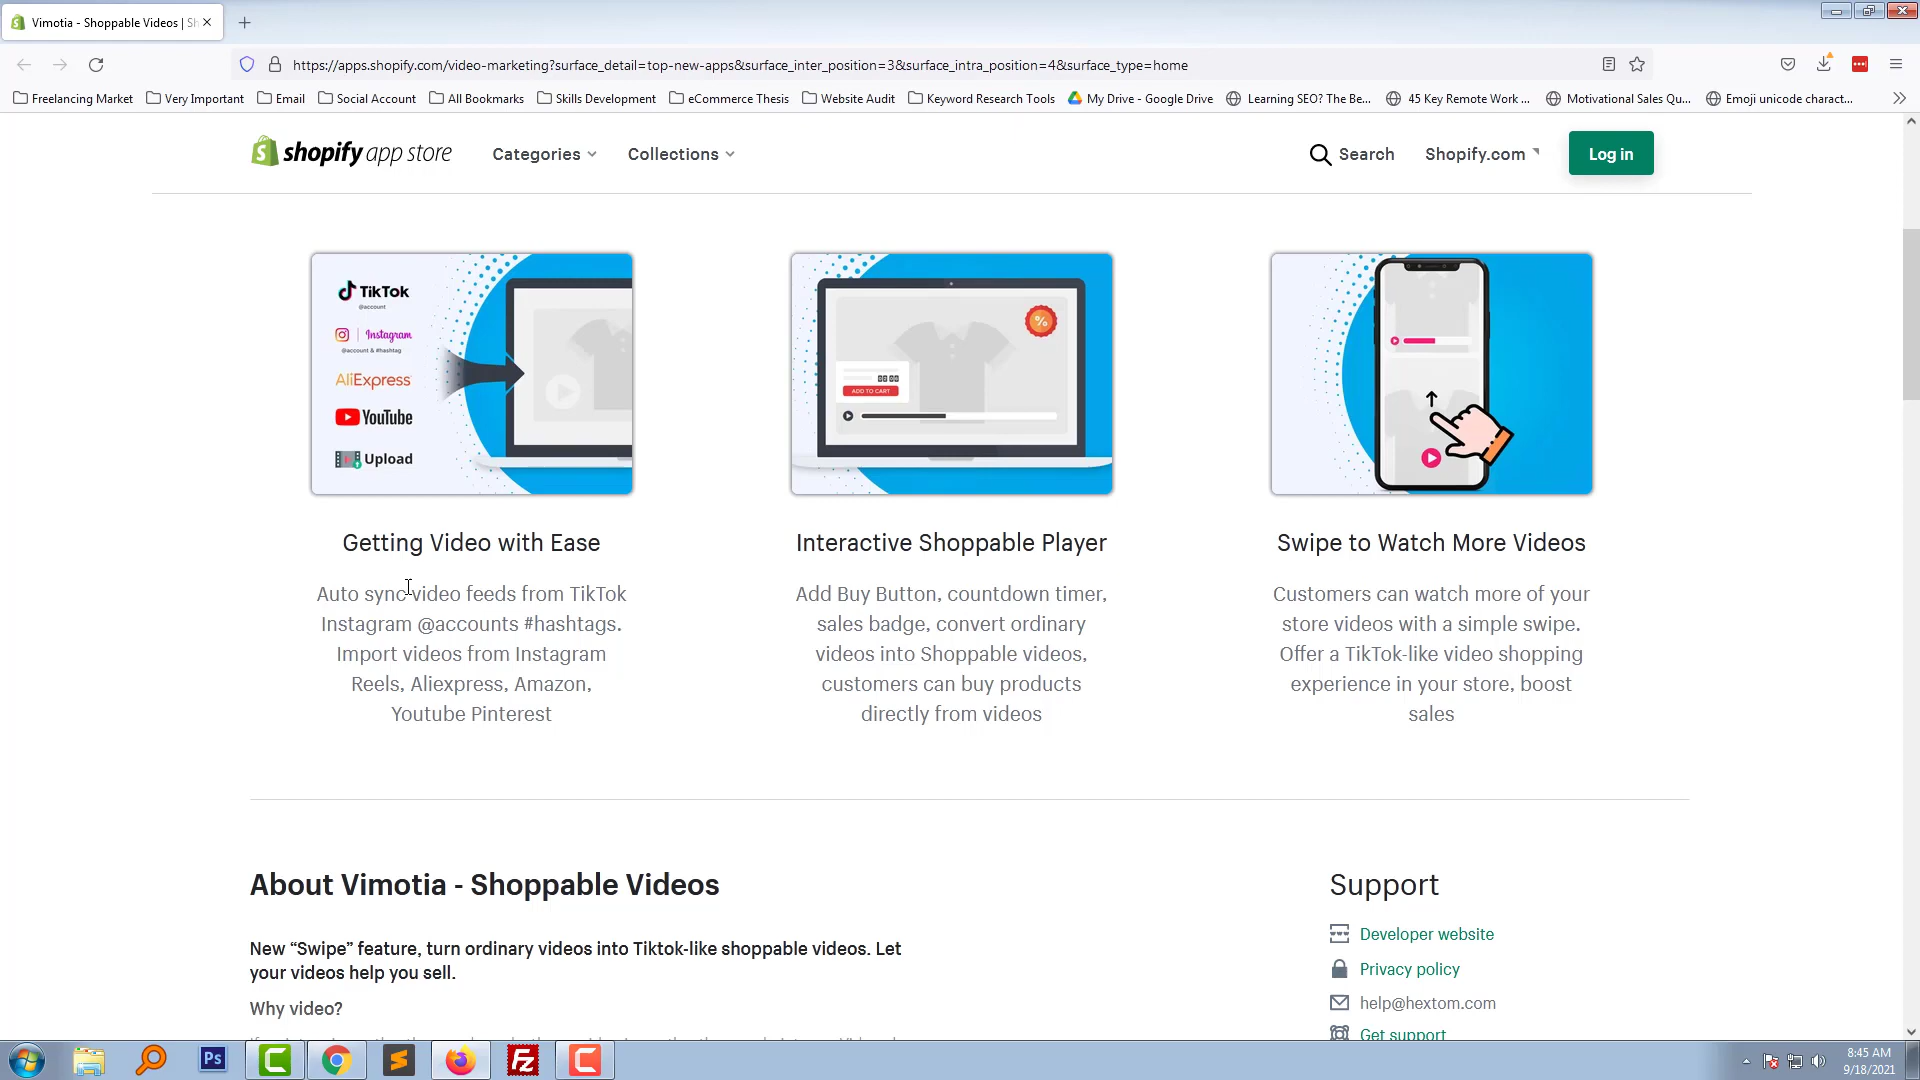 Vimotia - Shoppable Videos | Sh
https://apps.shopify.com/video-marketing?surface_detail=top-new-apps&surface_inter_position=3&surface_intra_position=4&surface_type=home
Freelancing Market
Very Important
Email
Social Account
All Bookmarks
Skills Development
eCommerce Thesis
Website Audit
Keyword Research Tools
My Drive - Google Drive
Learning SEO? The Be...
45 Key Remote Work ...
Motivational Sales Qu...
Emoji unicode charact...
shopify app store
Categories
Collections
Search
Shopify.com
Log in
TikTok
@account
Instagram
@account & #hashtag
AliExpress
YouTube
Upload
%
ADD TO CART
Getting Video with Ease
Auto sync video feeds from TikTok
Instagram @accounts #hashtags.
Import videos from Instagram
Reels, Aliexpress, Amazon,
Youtube Pinterest
Interactive Shoppable Player
Add Buy Button, countdown timer,
sales badge, convert ordinary
videos into Shoppable videos,
customers can buy products
directly from videos
Swipe to Watch More Videos
Customers can watch more of your
store videos with a simple swipe.
Offer a TikTok-like video shopping
experience in your store, boost
sales
About Vimotia - Shoppable Videos
New “Swipe” feature, turn ordinary videos into Tiktok-like shoppable videos. Let
your videos help you sell.
Why video?
Support
Developer website
Privacy policy
help@hextom.com
Get support
Ps
Fz
8:45 AM
9/18/2021